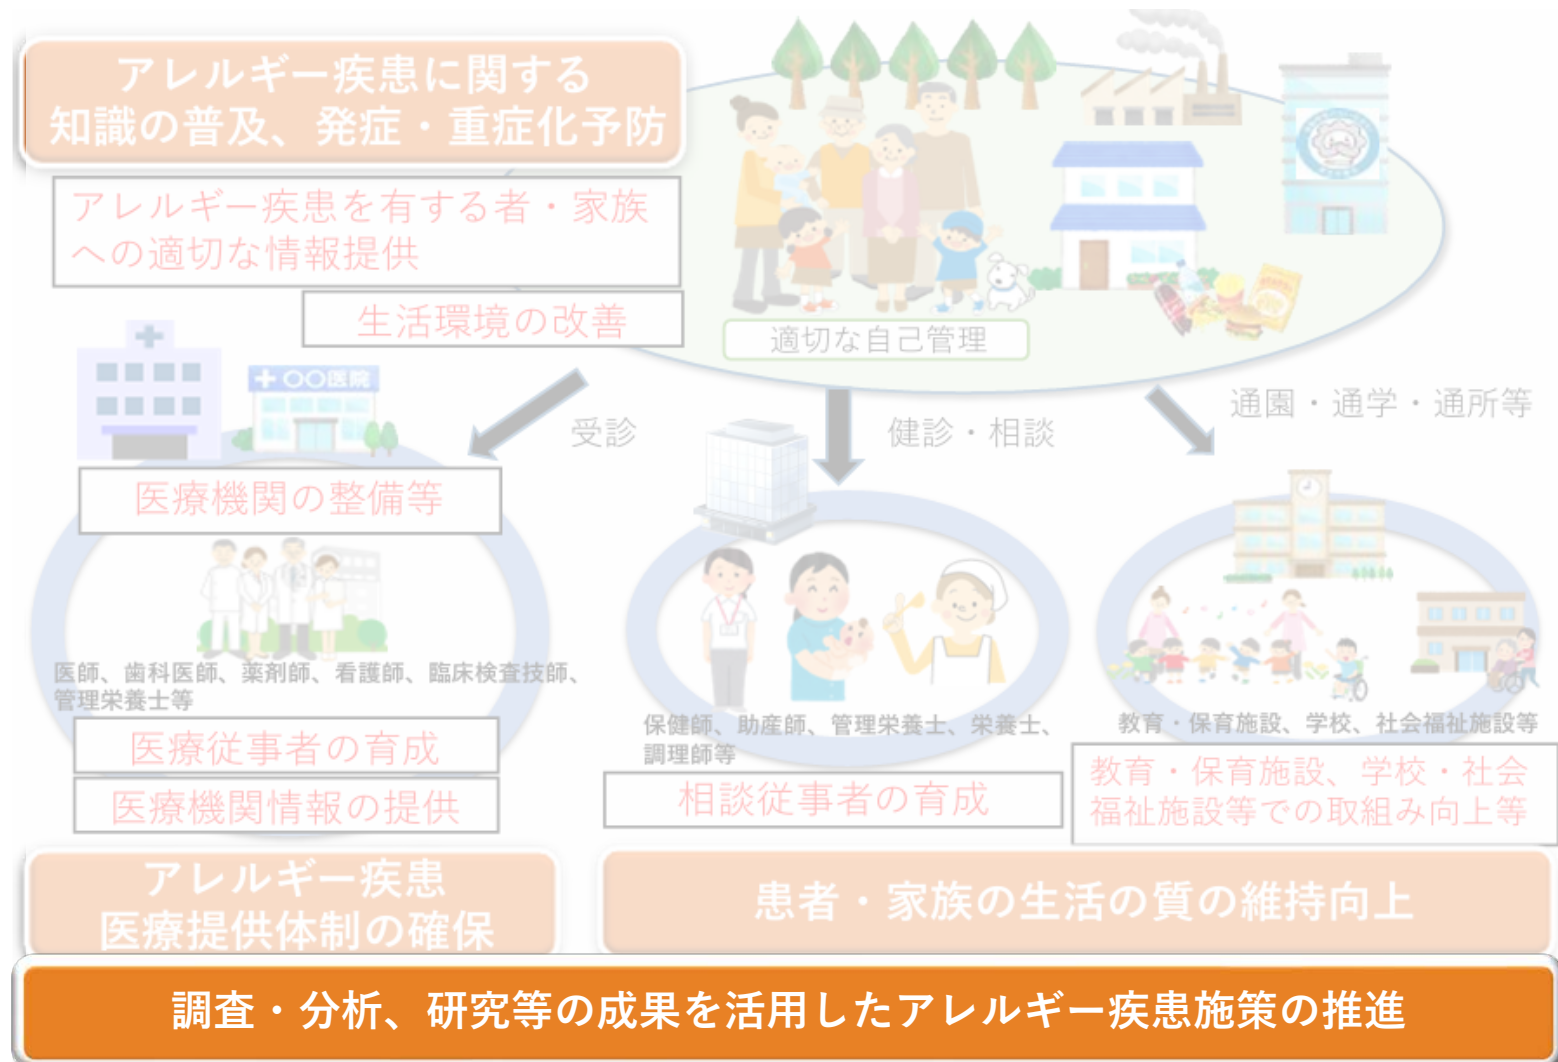 アレルギー疾患に関する
知識の普及、発症・重症化予防
アレルギー疾患を有する者・家族
への適切な情報提供
生活環境の改善
適切な自己管理
○○医院
受診
健診・相談
通園・通学・通所等
医療機関の整備等
医師、歯科医師、薬剤師、看護師、臨床検査技師、
管理栄養士等
医療従事者の育成
医療機関情報の提供
保健師、助産師、管理栄養士、栄養士、
調理師等
相談従事者の育成
教育・保育施設、学校、社会福祉施設等
教育・保育施設、学校・社会
福祉施設等での取組み向上等
アレルギー疾患
医療提供体制の確保
患者・家族の生活の質の維持向上
調査・分析、研究等の成果を活用したアレルギー疾患施策の推進